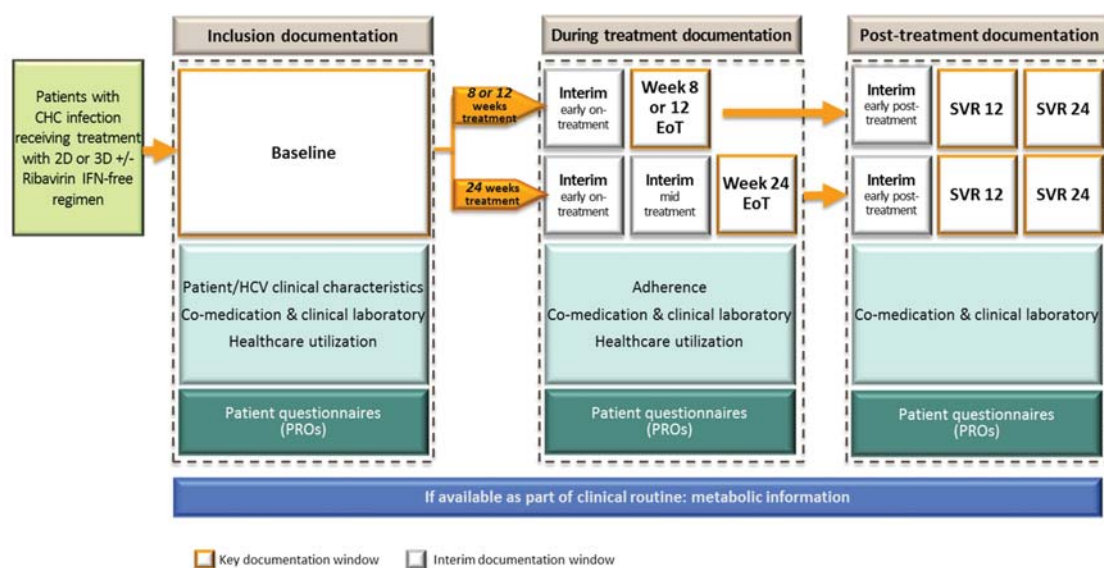 Inclusion documentation
During treatment documentation
Post-treatment documentation
Patients with
CHC infection
receiving treatment
with 2D or 3D +/-
Ribavirin IFN-free
regimen
Baseline
8 or 12
weeks
treatment
24 weeks
treatment
Interim
early on-
treatment
Week 8
or 12
EoT
Interim
early post-
treatment
SVR 12
SVR 24
Interim
early on-
treatment
Interim
mid
treatment
Week 24
EoT
Interim
early post-
treatment
SVR 12
SVR 24
Patient/HCV clinical characteristics
Co-medication & clinical laboratory
Healthcare utilization
Adherence
Co-medication & clinical laboratory
Healthcare utilization
Co-medication & clinical laboratory
Patient questionnaires
(PROs)
Patient questionnaires
(PROs)
Patient questionnaires
(PROs)
If available as part of clinical routine: metabolic information
Key documentation window
Interim documentation window